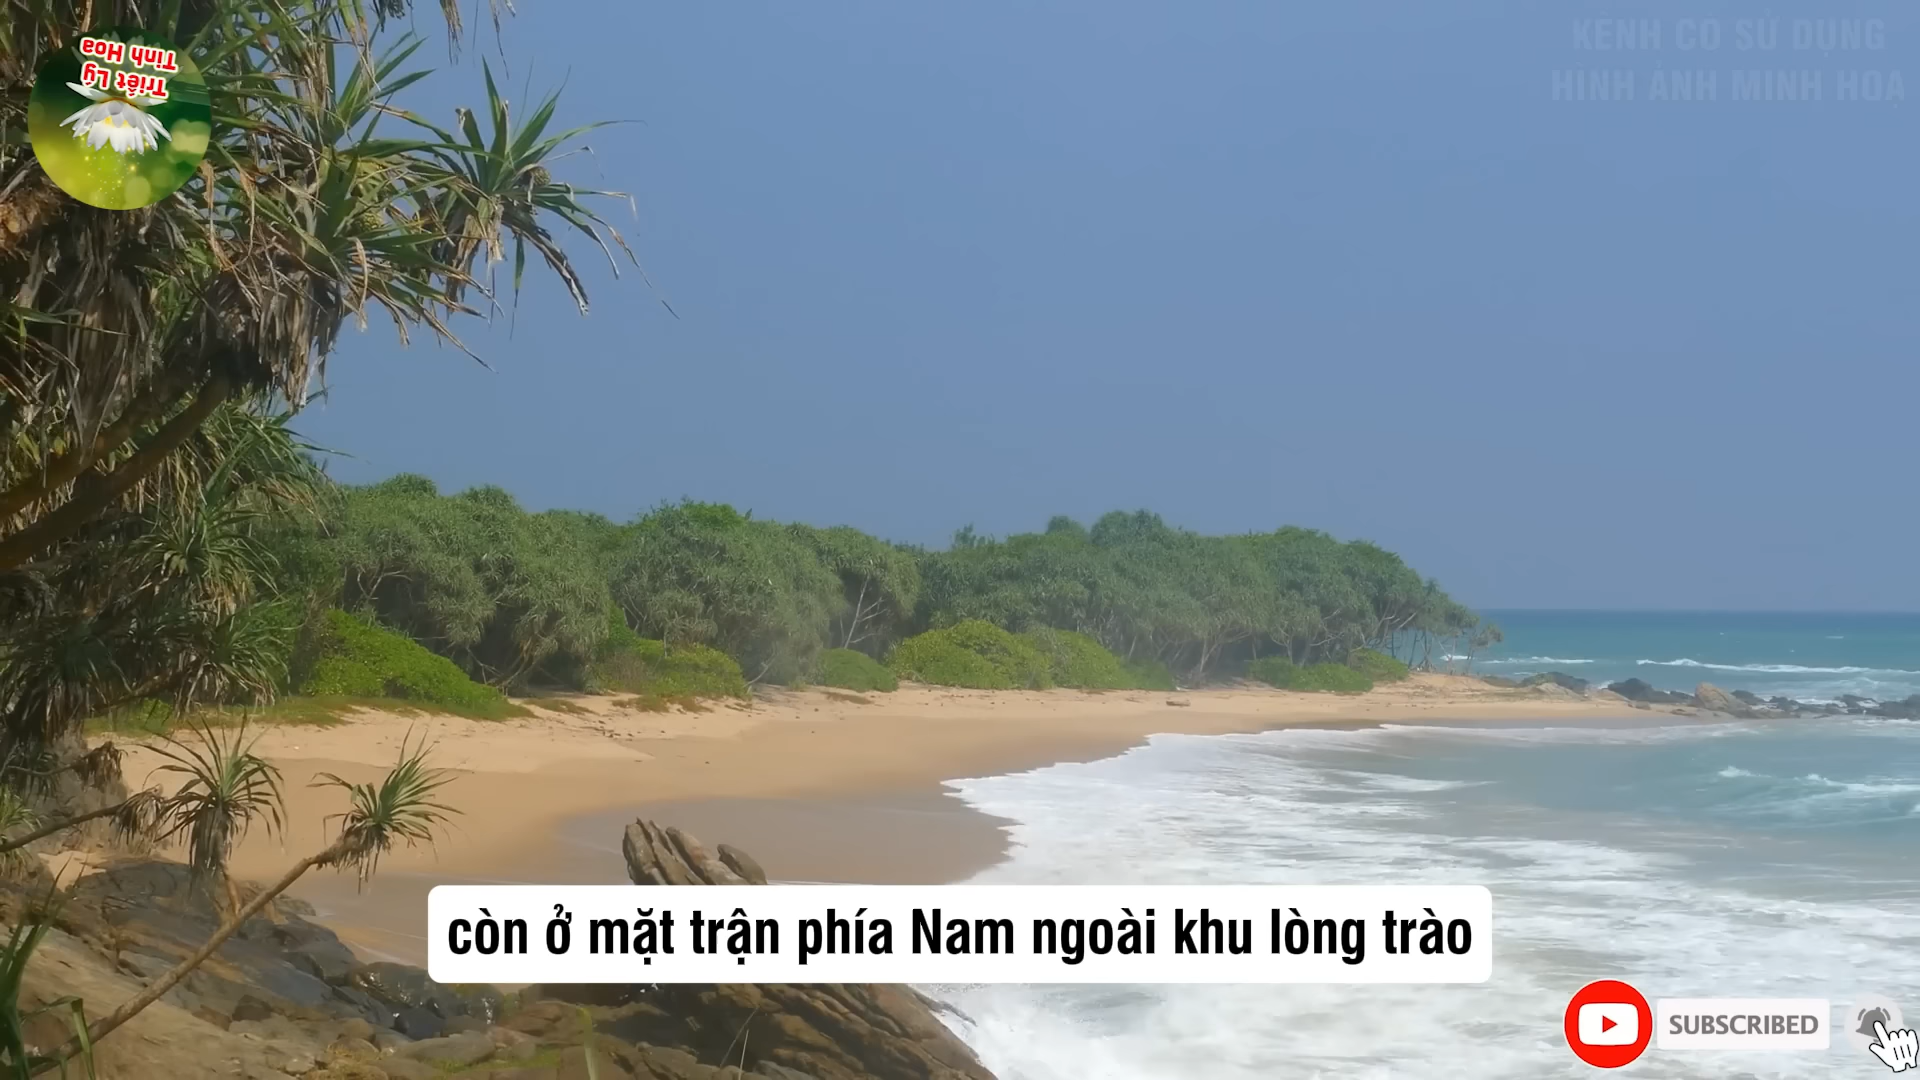 Triết Lý
Tinh Hoa
KÊNH CÓ SỬ DỤNG
HÌNH ẢNH MINH HOẠ
còn ở mặt trận phía Nam ngoài khu lòng trào
SUBSCRIBED